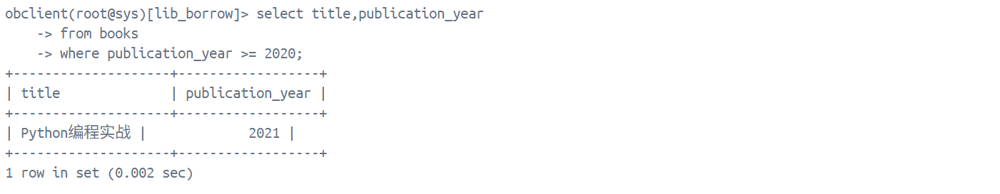 obclient(root@sys)[lib_borrow]> select title,publication_year
    -> from books
    -> where publication_year >= 2020;
+--------------------+------------------+
| title              | publication_year |
+--------------------+------------------+
| Python编程实战 |             2021 |
+--------------------+------------------+
1 row in set (0.002 sec)